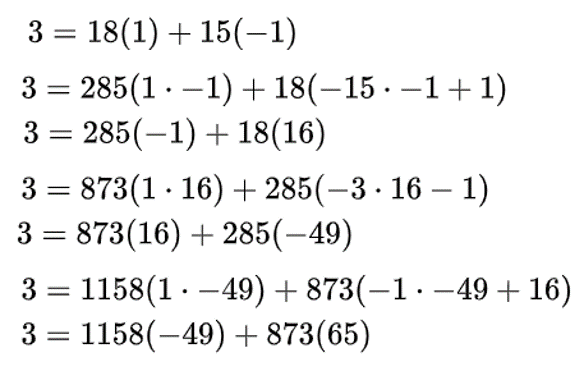 3 = 18(1) + 15(−1)
3 = 285(1 · −1) + 18(−15 · −1 + 1)
3 = 285(−1) + 18(16)
3 = 873(1 · 16) + 285(−3 · 16 − 1)
3 = 873(16) + 285(−49)
3 = 1158(1 · −49) + 873(−1 · −49 + 16)
3 = 1158(−49) + 873(65)